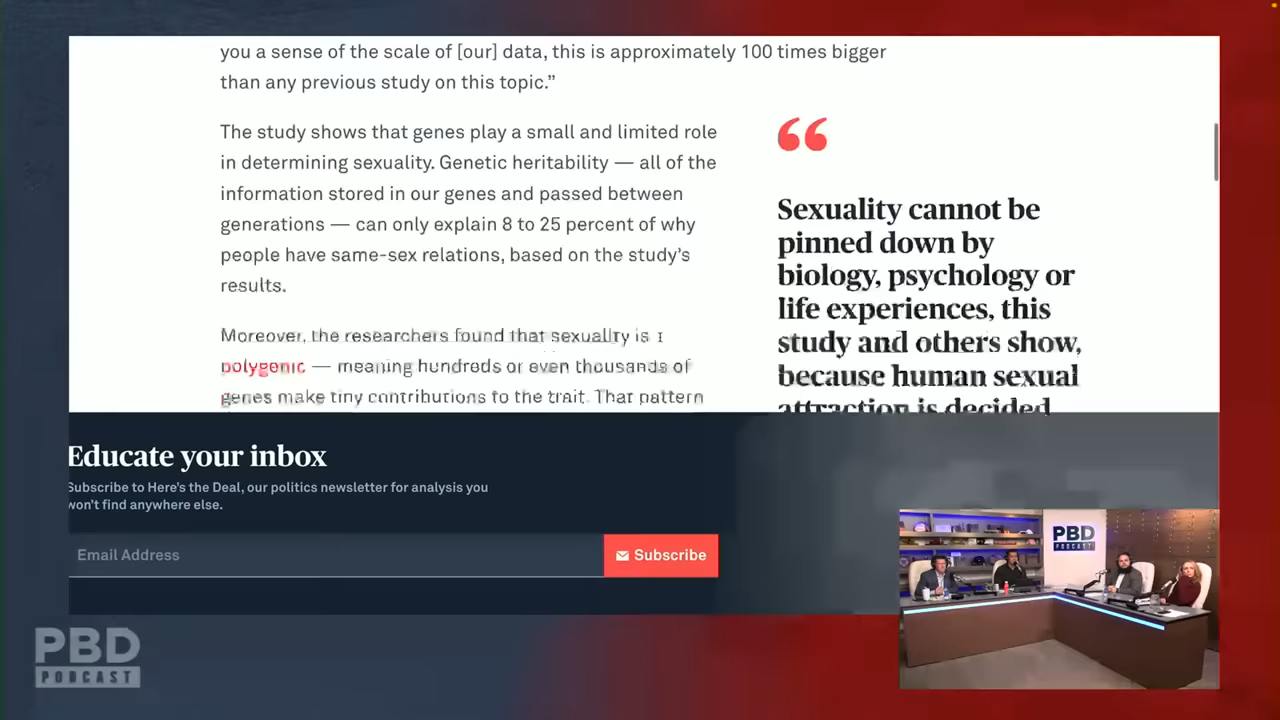 you a sense of the scale of [our] data, this is approximately 100 times bigger
than any previous study on this topic.”
The study shows that genes play a small and limited role
in determining sexuality. Genetic heritability — all of the
information stored in our genes and passed between
generations — can only explain 8 to 25 percent of why
people have same-sex relations, based on the study’s
results.
Moreover, the researchers found that sexuality is
polygenic — meaning hundreds or even thousands of
genes make tiny contributions to the trait. That pattern
“
Sexuality cannot be
pinned down by
biology, psychology or
life experiences, this
study and others show,
because human sexual
attraction is decided
Educate your inbox
Subscribe to Here’s the Deal, our politics newsletter for analysis you
won’t find anywhere else.
Email Address
Subscribe
PBD
PODCAST
PBD
PODCAST